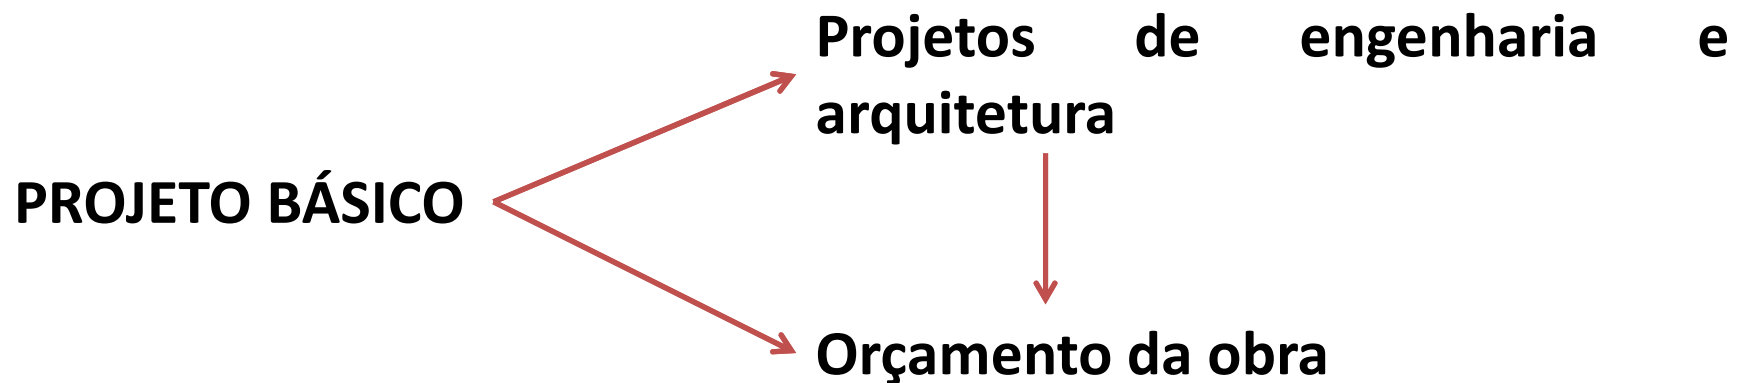 Projetos de engenharia e
arquitetura
PROJETO BÁSICO
Orçamento da obra